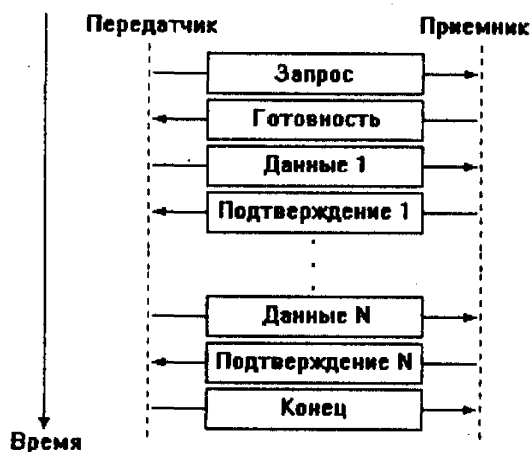 Передатчик Приемник
Запрос
Готовность
Данные 1
Подтверждение 1
Данные N
Подтверждение N
Конец
Время